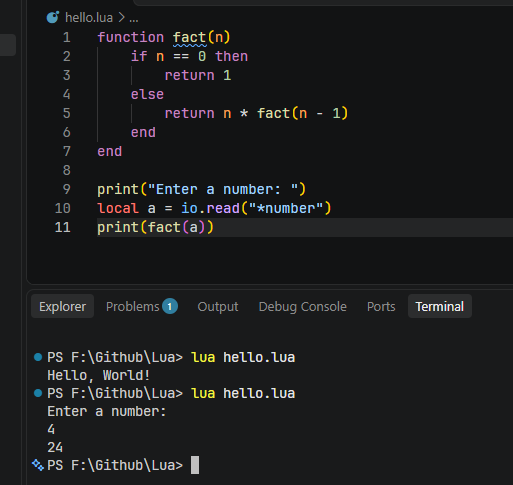 hello.lua > ...
1 function fact(n)
2 if n == 0 then
3 return 1
4 else
5 return n * fact(n - 1)
6 end
7 end
8
9 print("Enter a number: ")
10 local a = io.read("*number")
11 print(fact(a))
Explorer Problems 1 Output Debug Console Ports Terminal
PS F:\Github\Lua> lua hello.lua
Hello, World!
PS F:\Github\Lua> lua hello.lua
Enter a number:
4
24
PS F:\Github\Lua>